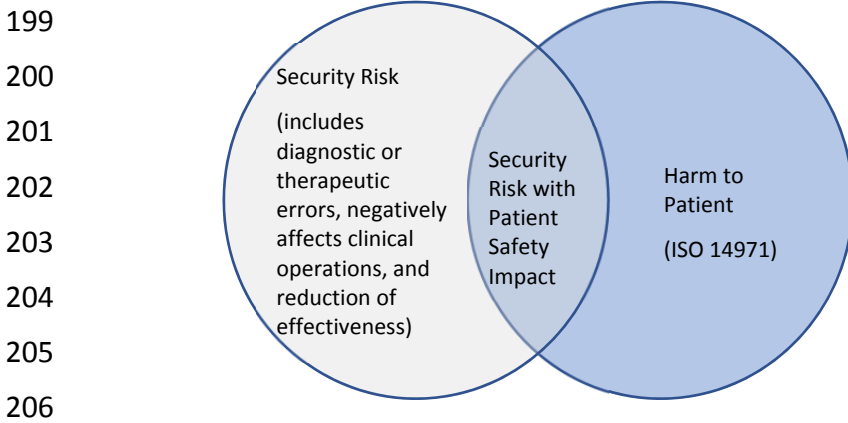 199
200
201
202
203
204
205
206
Security Risk
(includes
diagnostic or
therapeutic
errors, negatively
affects clinical
operations, and
reduction of
effectiveness)
Security
Risk with
Patient
Safety
Impact
Harm to
Patient
(ISO 14971)